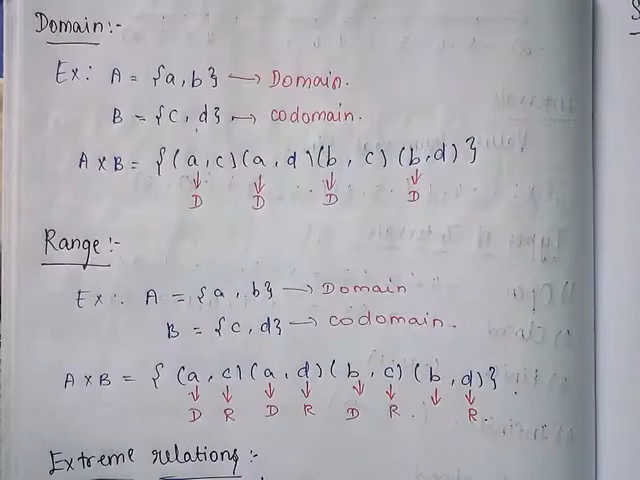 Domain:-
Ex: A = {a, b} → Domain.
B = {c, d} → codomain.
A x B = {(a, c)(a, d)(b, c)(b, d)}
↓ ↓ ↓ ↓
D D D D
Range:-
Ex: A = {a, b} → Domain
B = {c, d} → codomain.
A x B = { (a, c)(a, d)(b, c)(b, d)}.
↓ ↓ ↓ ↓ ↓ ↓ ↓ ↓
D R D R D R . R.
Extreme relations:-